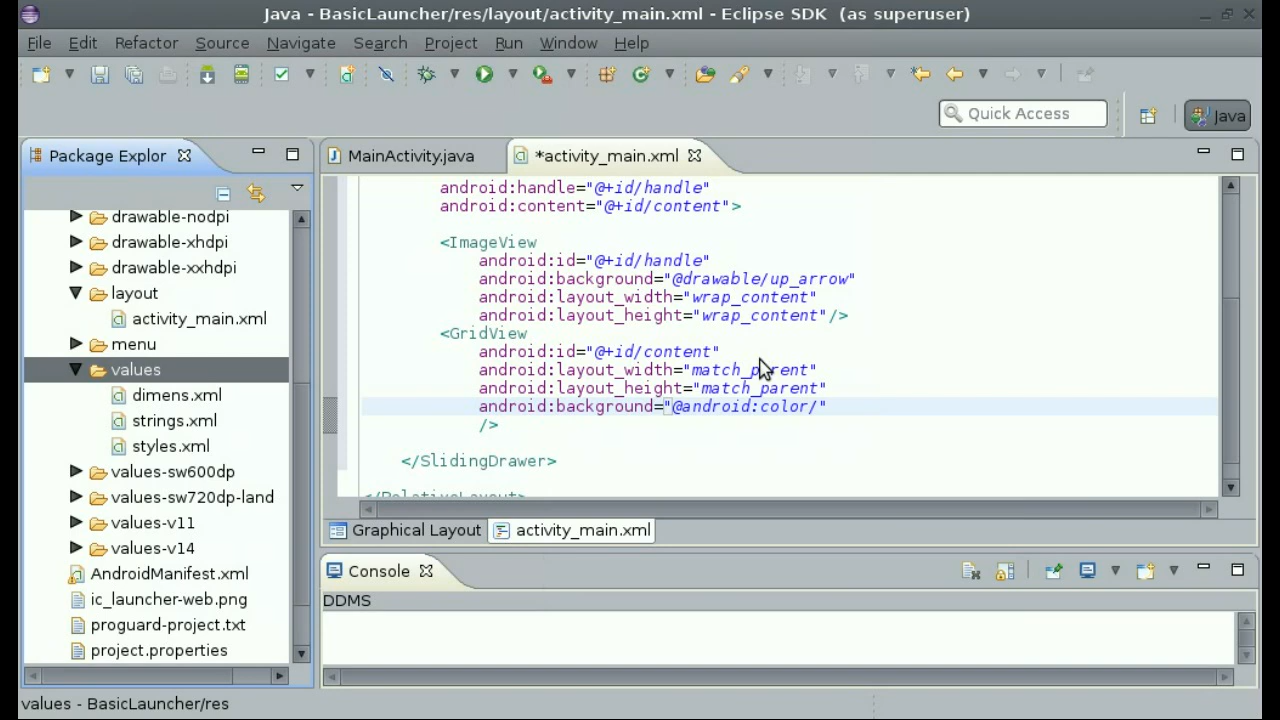 Java - BasicLauncher/res/layout/activity_main.xml - Eclipse SDK (as superuser)
File Edit Refactor Source Navigate Search Project Run Window Help
Quick Access
Java
Package Explor
drawable-nodpi
drawable-xhdpi
drawable-xxhdpi
layout
activity_main.xml
menu
values
dimens.xml
strings.xml
styles.xml
values-sw600dp
values-sw720dp-land
values-v11
values-v14
AndroidManifest.xml
ic_launcher-web.png
proguard-project.txt
project.properties
MainActivity.java
*activity_main.xml
android:handle="@+id/handle"
android:content="@+id/content">
<ImageView
android:id="@+id/handle"
android:background="@drawable/up_arrow"
android:layout_width="wrap_content"
android:layout_height="wrap_content"/>
<GridView
android:id="@+id/content"
android:layout_width="match_parent"
android:layout_height="match_parent"
android:background="@android:color/"
/>
</SlidingDrawer>
</RelativeLayout>
Graphical Layout
activity_main.xml
Console
DDMS
values - BasicLauncher/res